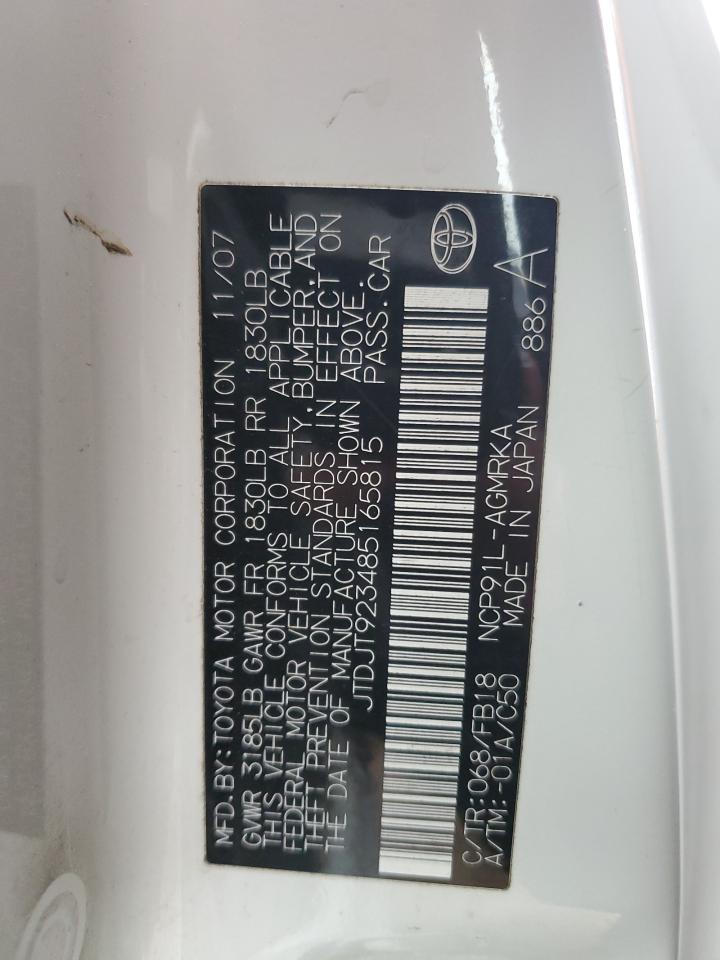 MFD. BY: TOYOTA MOTOR CORPORATION 11/07
GVWR 3185LB GAWR FR 1830LB RR 1830LB
THIS VEHICLE CONFORMS TO ALL APPLICABLE
FEDERAL MOTOR VEHICLE SAFETY, BUMPER, AND
THEFT PREVENTION STANDARDS IN EFFECT ON
THE DATE OF MANUFACTURE SHOWN ABOVE.
JTDJT923485165815 PASS. CAR
C/TR: 068/FB18 NCP91L-AGMRKA
A/TM: -01A/C50 MADE IN JAPAN 886 A